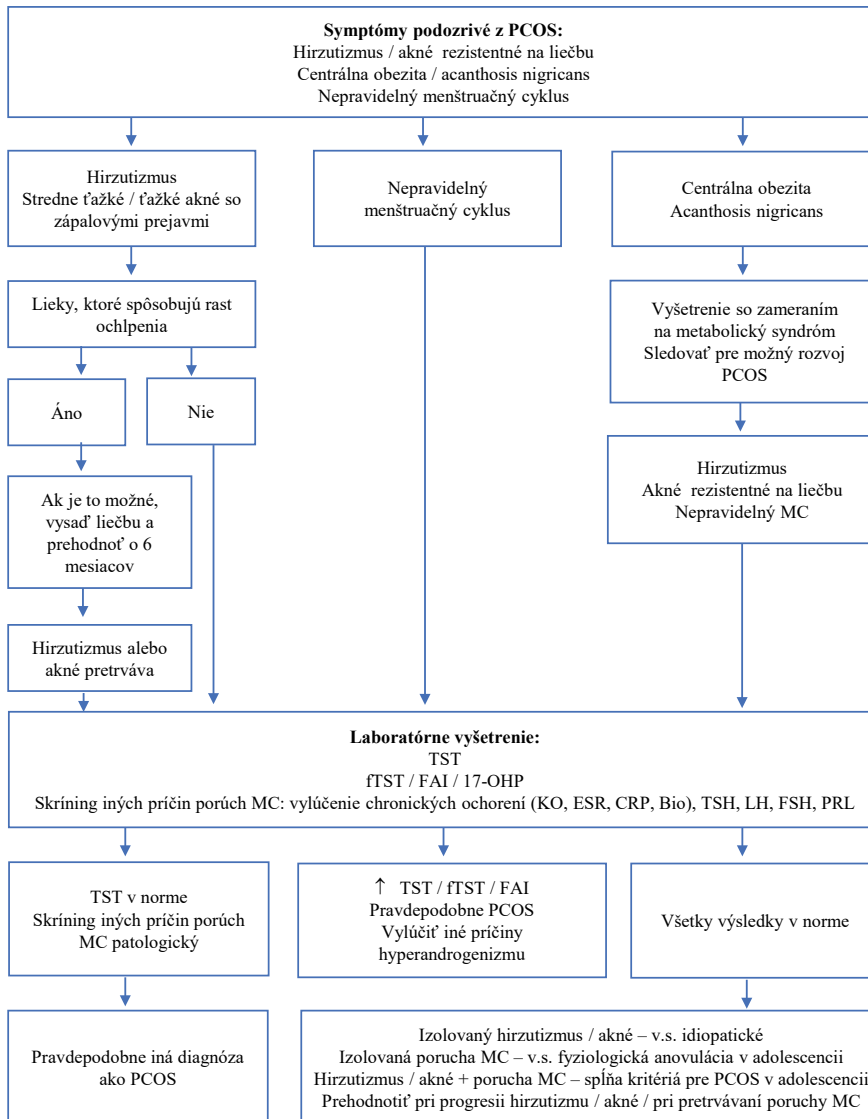 Symptómy podozrivé z PCOS:
Hirzutizmus / akné rezistentné na liečbu
Centrálna obezita / acanthosis nigricans
Nepravidelný menštruačný cyklus
Hirzutizmus
Stredne ťažké / ťažké akné so
zápalovými prejavmi
Nepravidelný
menštruačný cyklus
Centrálna obezita
Acanthosis nigricans
Lieky, ktoré spôsobujú rast
ochlpenia
Vyšetrenie so zameraním
na metabolický syndróm
Sledovať pre možný rozvoj
PCOS
Áno
Nie
Ak je to možné,
vysaď liečbu a
prehodnoť o 6
mesiacov
Hirzutizmus
Akné rezistentné na liečbu
Nepravidelný MC
Hirzutizmus alebo
akné pretrváva
Laboratórne vyšetrenie:
TST
fTST / FAI / 17-OHP
Skríning iných príčin porúch MC: vylúčenie chronických ochorení (KO, ESR, CRP, Bio), TSH, LH, FSH, PRL
TST v norme
Skríning iných príčin porúch
MC patologický
↑ TST / fTST / FAI
Pravdepodobne PCOS
Vylúčiť iné príčiny
hyperandrogenizmu
Všetky výsledky v norme
Pravdepodobne iná diagnóza
ako PCOS
Izolovaný hirzutizmus / akné – v.s. idiopatické
Izolovaná porucha MC – v.s. fyziologická anovulácia v adolescencii
Hirzutizmus / akné + porucha MC – spĺňa kritériá pre PCOS v adolescencii
Prehodnotiť pri progresii hirzutizmu / akné / pri pretrvávaní poruchy MC